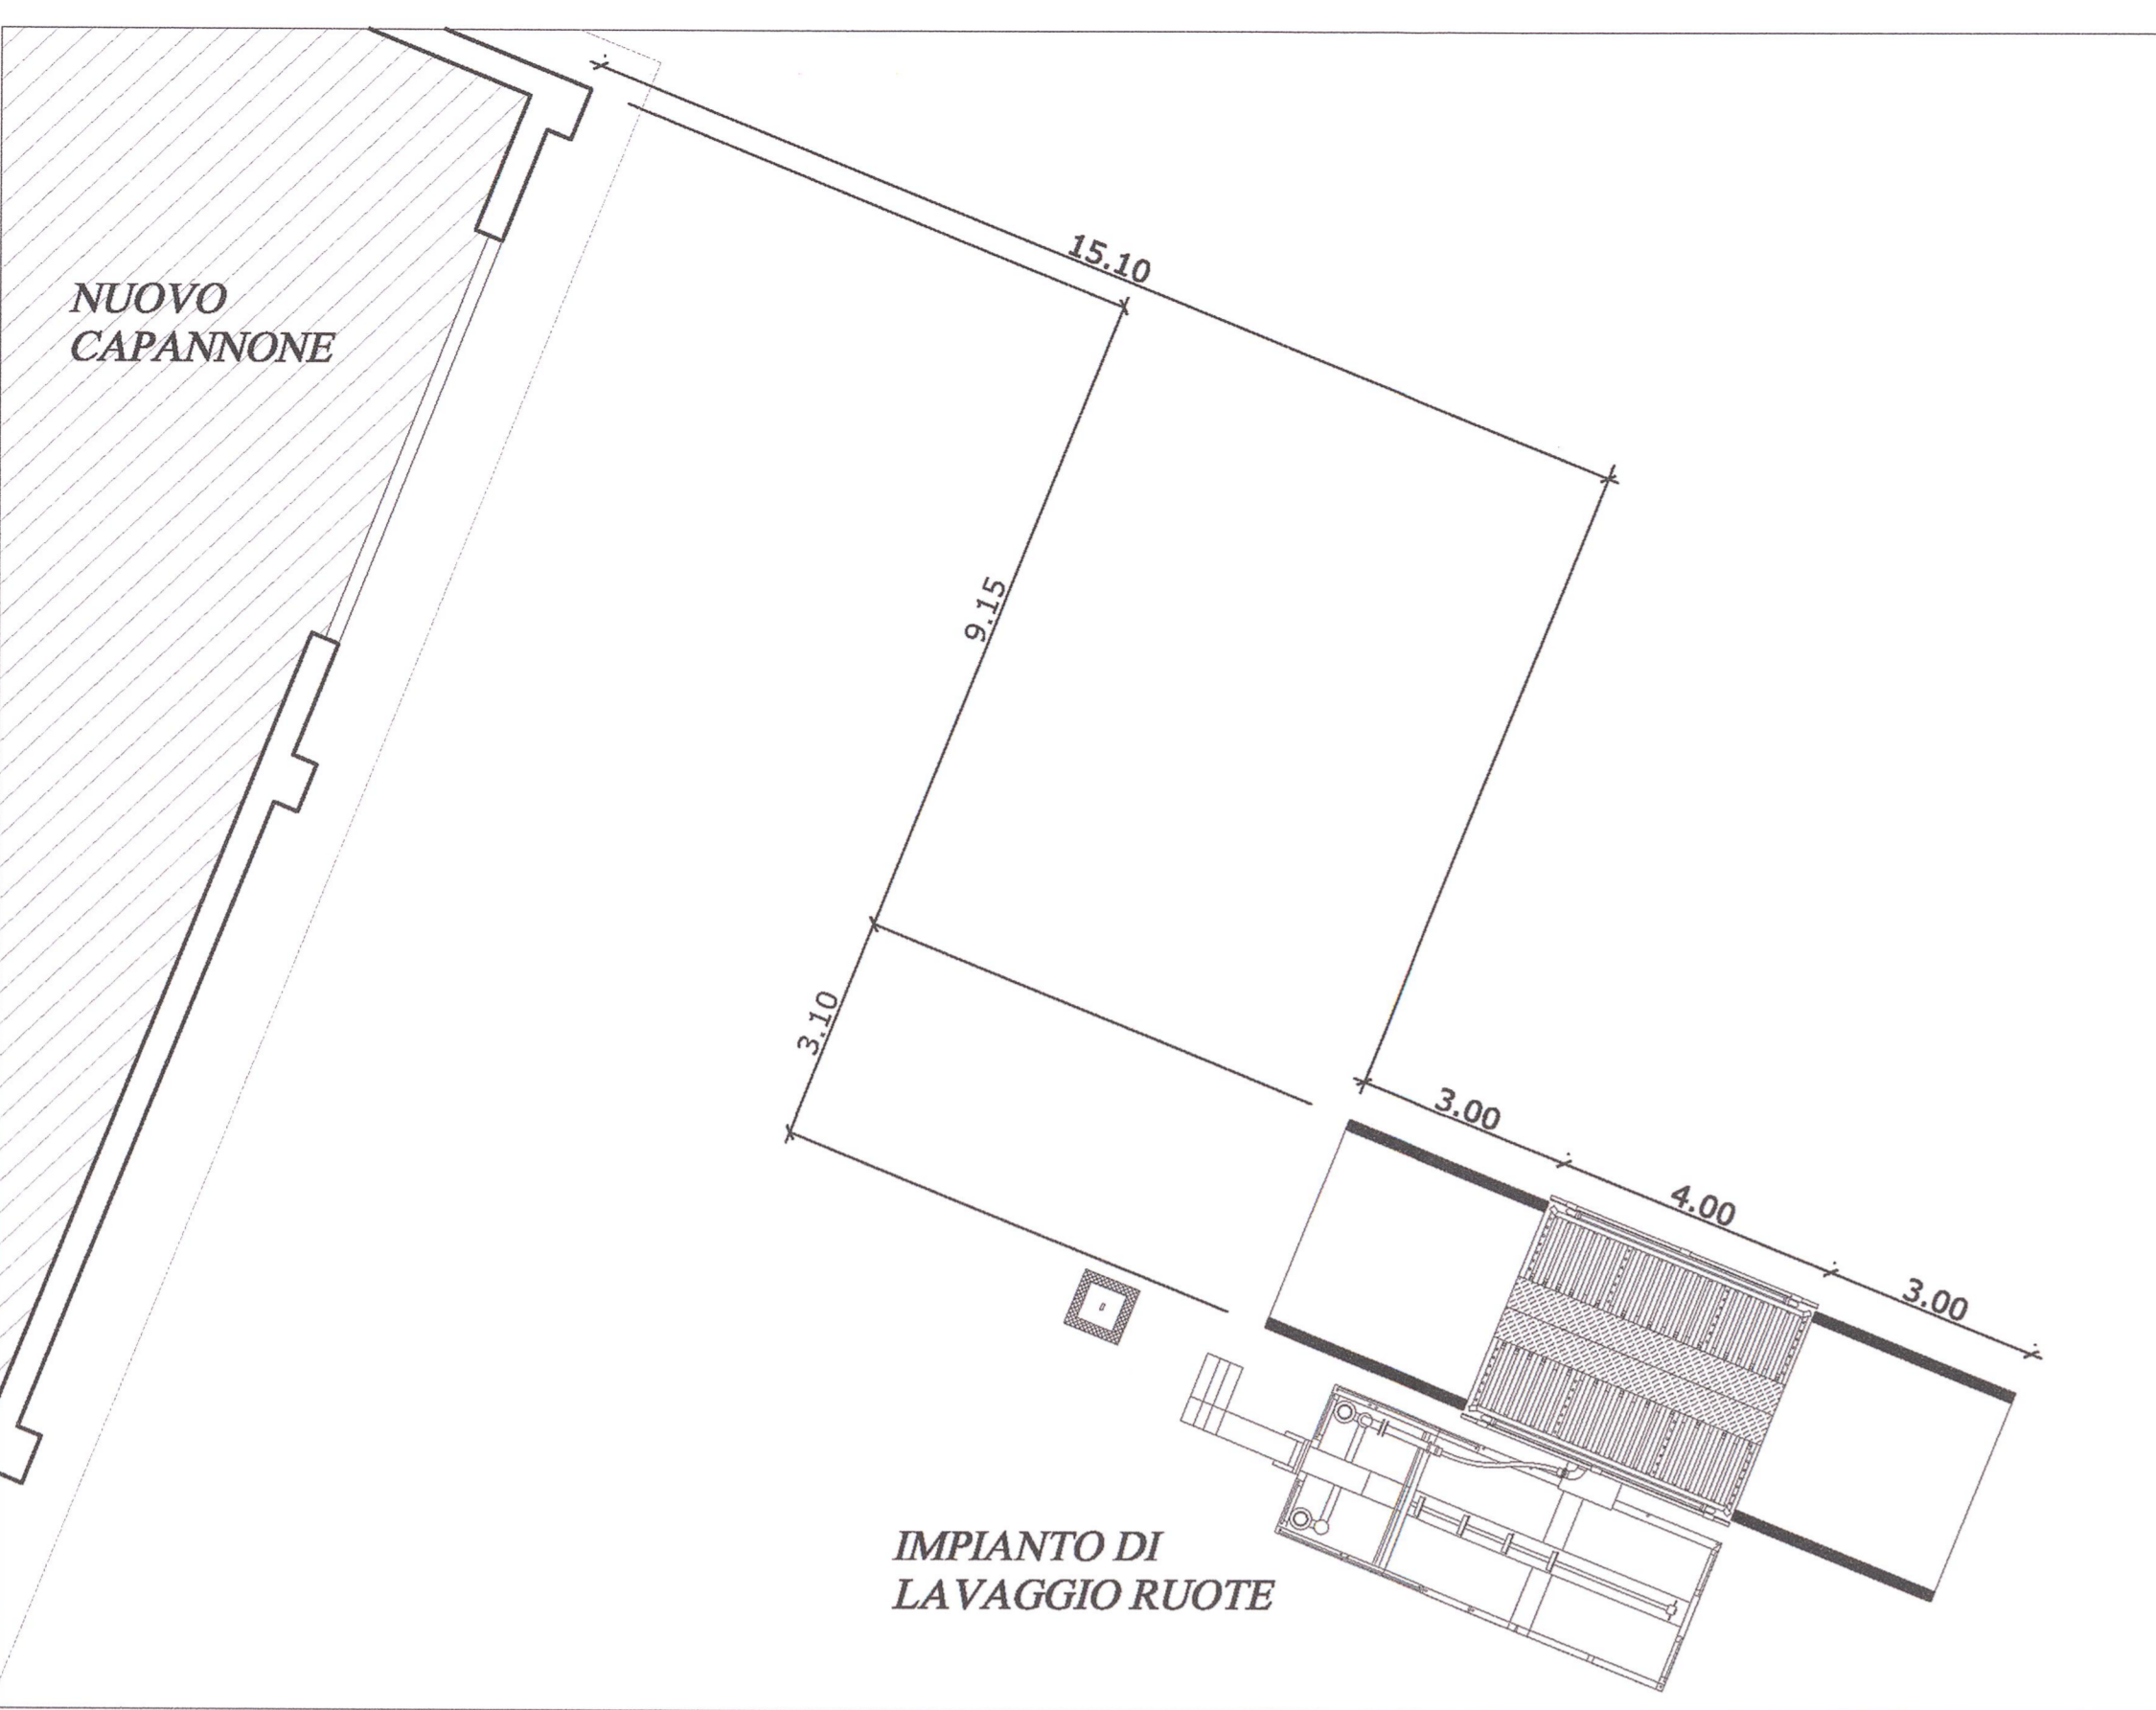 15.10
NUOVO
CAPANNONE
9.15
3.10
3.00
4.00
3.00
IMPIANTO DI
LAVAGGIO RUOTE